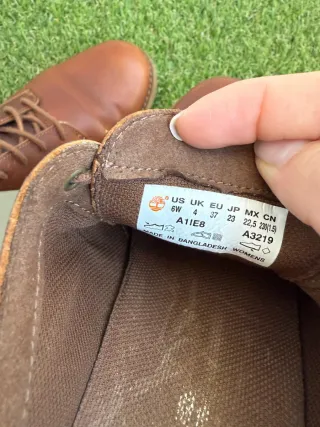 US UK EU JP MX CN
6W 4 37 23 22,5 230(1.5)
A1IE8
A3219
MADE IN BANGLADESH WOMENS